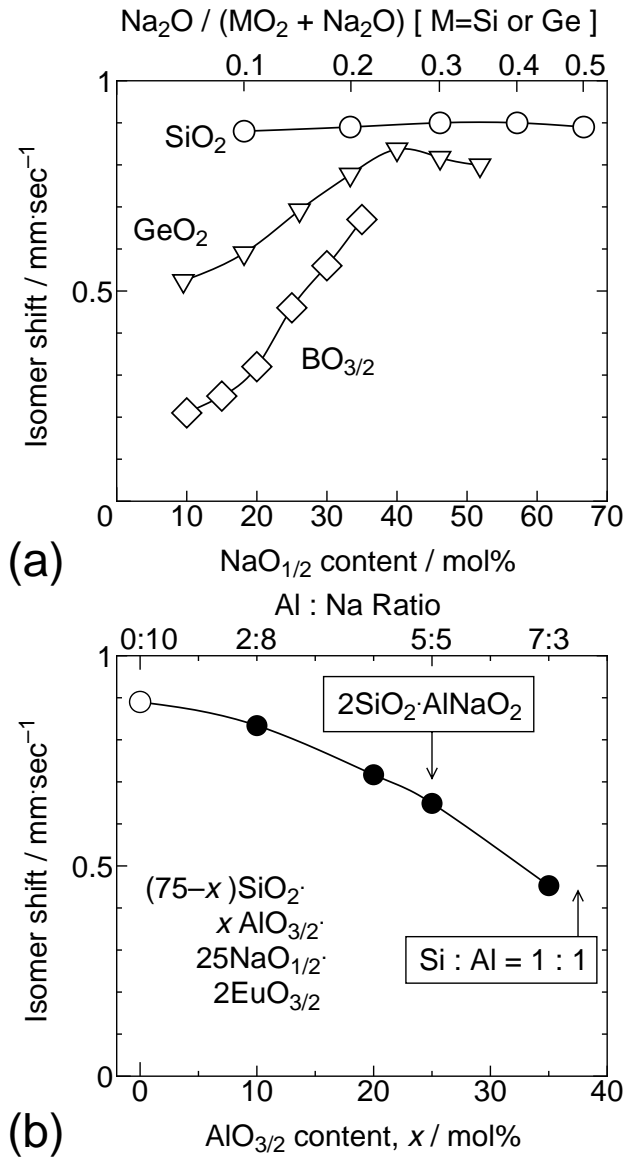 Na₂O / (MO₂ + Na₂O) [ M=Si or Ge ]
0.1 0.2 0.3 0.4 0.5
1
SiO₂
GeO₂
0.5
BO₃/₂
Isomer shift / mm·sec⁻¹
0 10 20 30 40 50 60 70
(a)
NaO₁/₂ content / mol%
Al : Na Ratio
0:10 2:8 5:5 7:3
1
2SiO₂·AlNaO₂
0.5
Isomer shift / mm·sec⁻¹
(75–x )SiO₂·
x AlO₃/₂·
25NaO₁/₂·
2EuO₃/₂
Si : Al = 1 : 1
0
0 10 20 30 40
(b)
AlO₃/₂ content, x / mol%